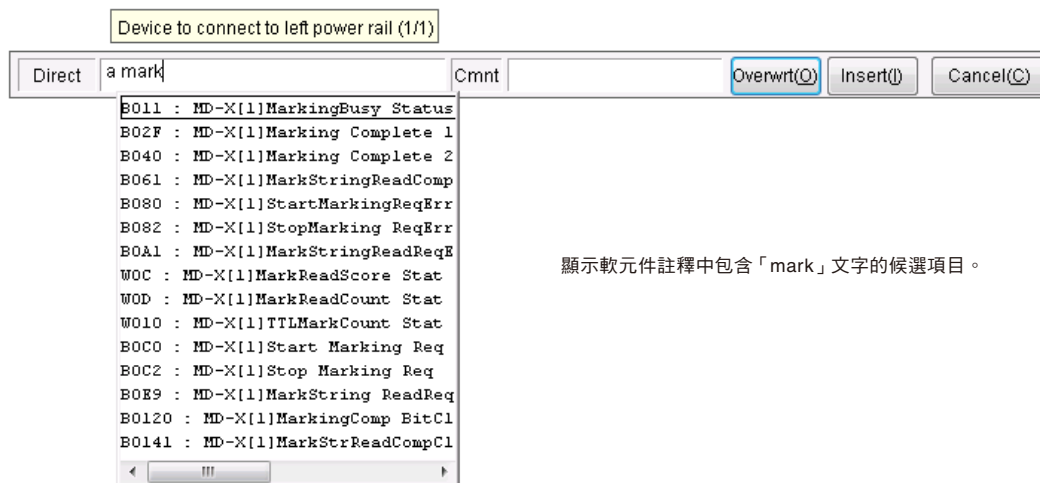 Device to connect to left power rail (1/1)
Direct a mark Cmnt Overwrt(O) Insert(I) Cancel(C)
B011 : MD-X[1]MarkingBusy Status
B02F : MD-X[1]Marking Complete 1
B040 : MD-X[1]Marking Complete 2
B061 : MD-X[1]MarkStringReadComp
B080 : MD-X[1]StartMarkingReqErr
B082 : MD-X[1]StopMarking ReqErr
B0A1 : MD-X[1]MarkStringReadReqE
W0C : MD-X[1]MarkReadScore Stat
W0D : MD-X[1]MarkReadCount Stat
W010 : MD-X[1]TTLMarkCount Stat
B0C0 : MD-X[1]Start Marking Req
B0C2 : MD-X[1]Stop Marking Req
B0E9 : MD-X[1]MarkString ReadReq
B0120 : MD-X[1]MarkingComp BitCl
B0141 : MD-X[1]MarkStrReadCompCl
顯示軟元件註釋中包含「mark」文字的候選項目。